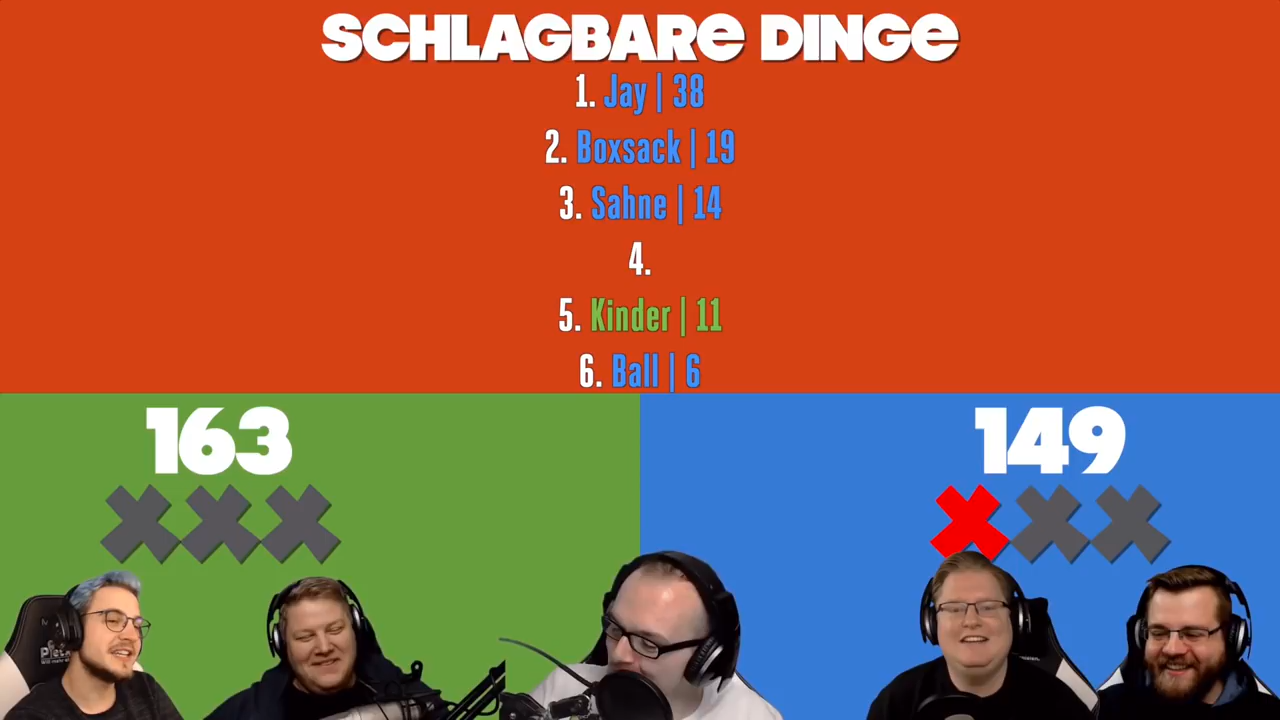 SCHLAGBARE DINGE
1. Jay | 38
2. Boxsack | 19
3. Sahne | 14
4.
5. Kinder | 11
6. Ball | 6
163
149